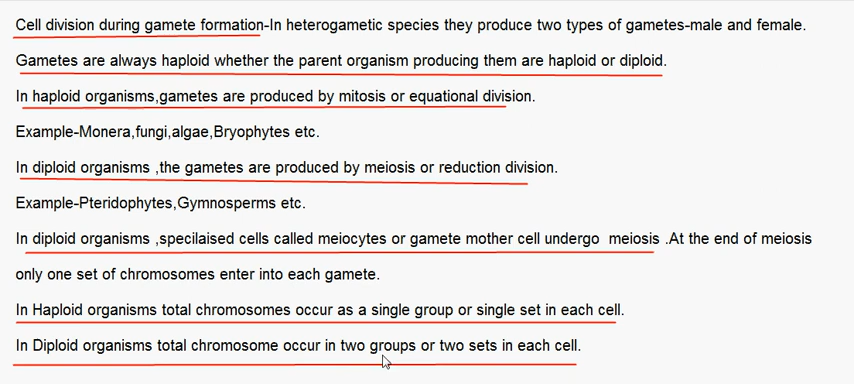 Cell division during gamete formation-In heterogametic species they produce two types of gametes-male and female.
Gametes are always haploid whether the parent organism producing them are haploid or diploid.
In haploid organisms,gametes are produced by mitosis or equational division.
Example-Monera,fungi,algae,Bryophytes etc.
In diploid organisms ,the gametes are produced by meiosis or reduction division.
Example-Pteridophytes,Gymnosperms etc.
In diploid organisms ,specilaised cells called meiocytes or gamete mother cell undergo  meiosis .At the end of meiosis
only one set of chromosomes enter into each gamete.
In Haploid organisms total chromosomes occur as a single group or single set in each cell.
In Diploid organisms total chromosome occur in two groups or two sets in each cell.